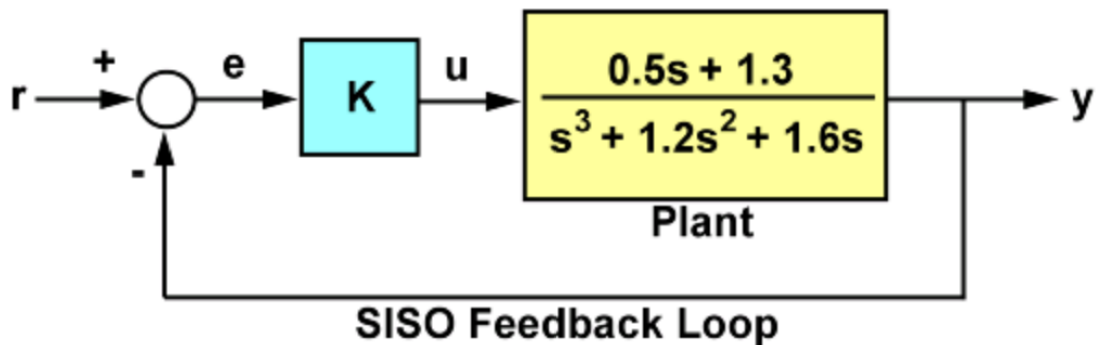 r
+
-
e
K
u
0.5s + 1.3
s³ + 1.2s² + 1.6s
Plant
y
SISO Feedback Loop